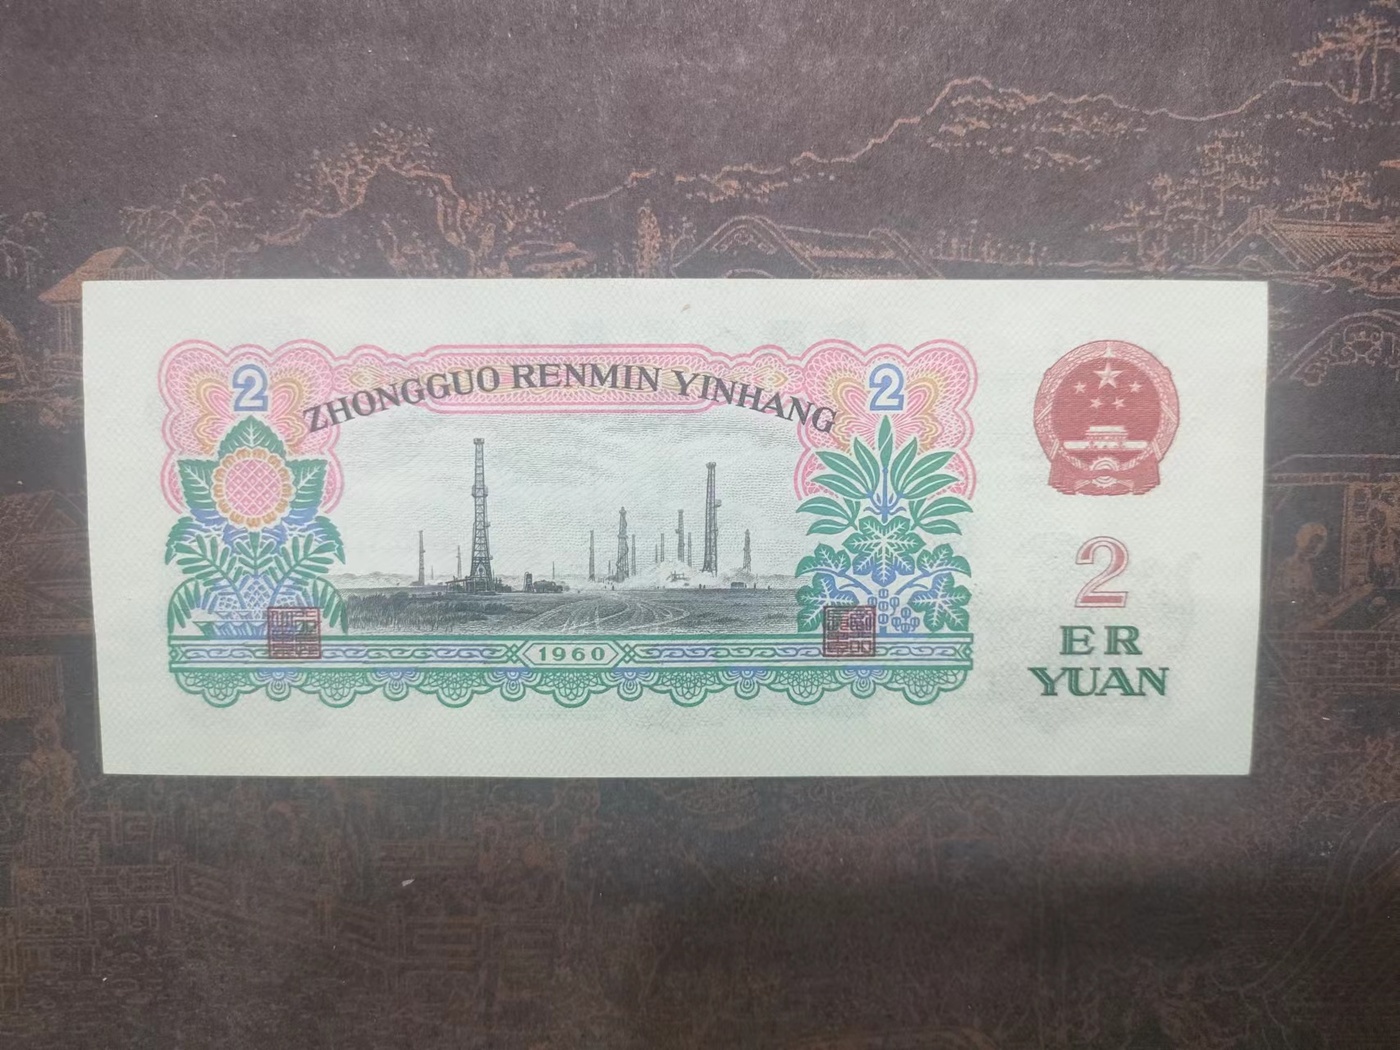 ZHONGGUO RENMIN YINHANG
2
2
1960
2
ER
YUAN